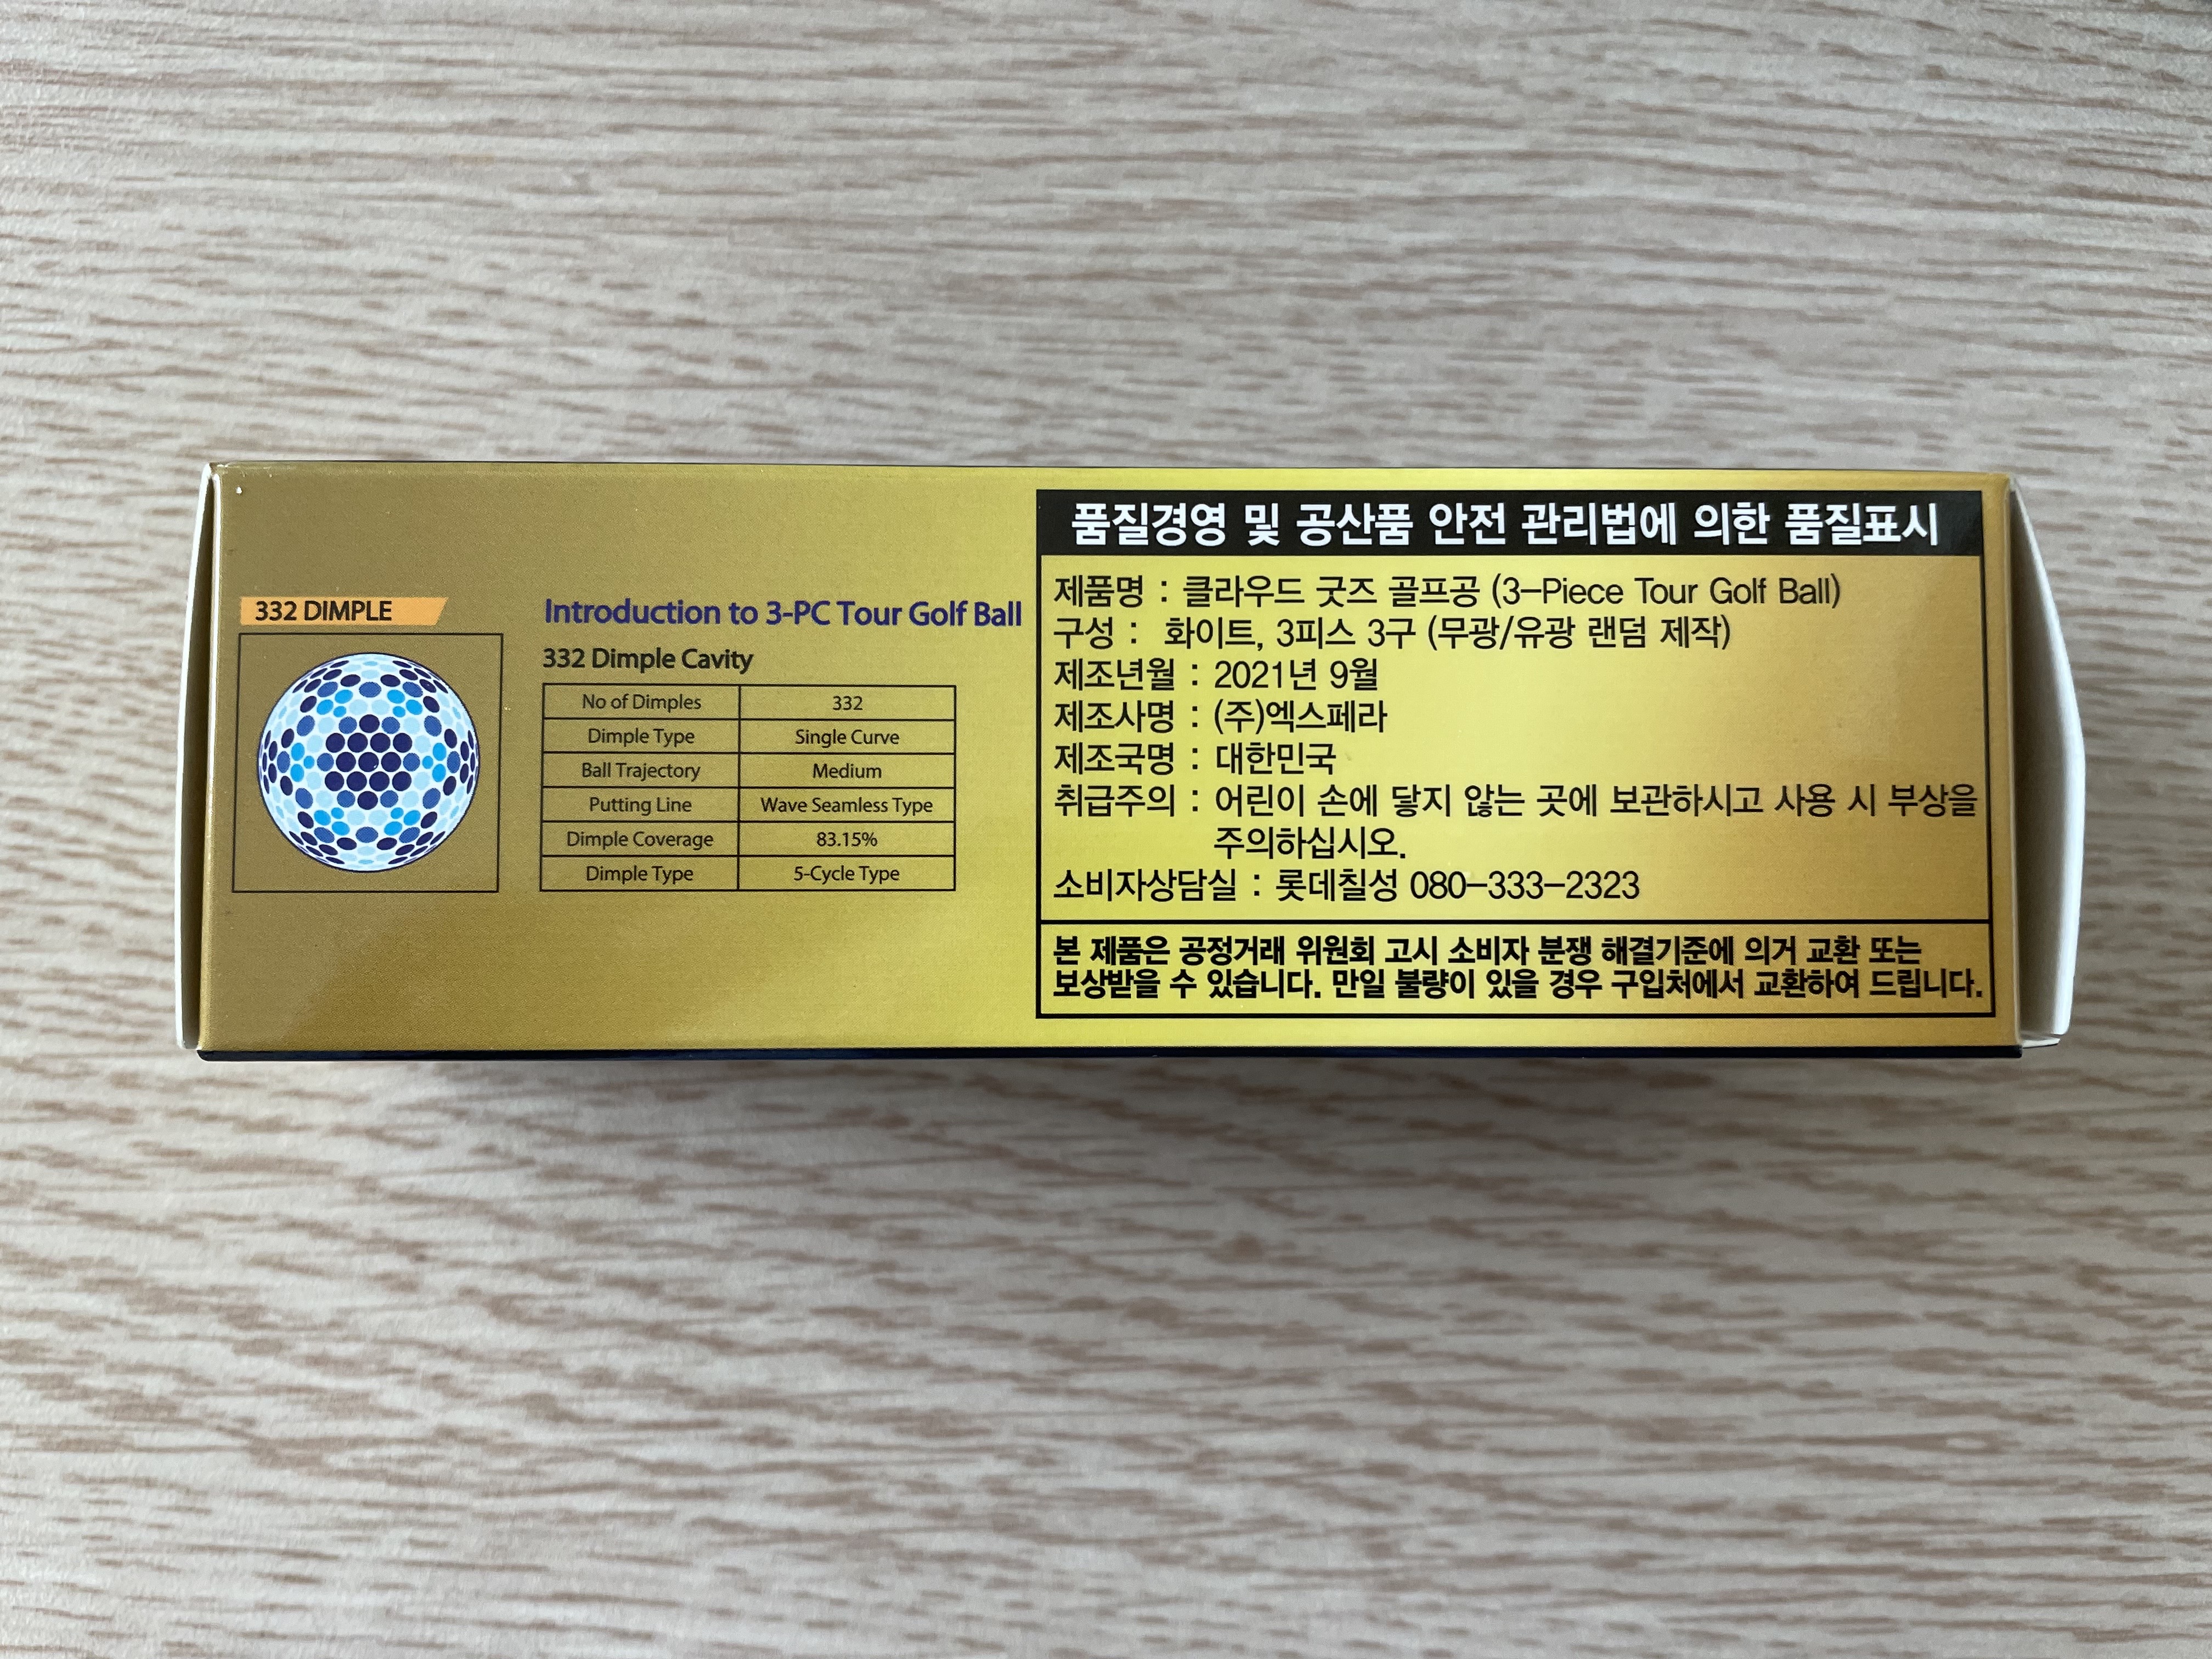 332 DIMPLE
Introduction to 3-PC Tour Golf Ball
332 Dimple Cavity
No of Dimples 332
Dimple Type Single Curve
Ball Trajectory Medium
Putting Line Wave Seamless Type
Dimple Coverage 83.15%
Dimple Type 5-Cycle Type
품질경영 및 공산품 안전 관리법에 의한 품질표시
제품명 : 클라우드 굿즈 골프공 (3-Piece Tour Golf Ball)
구성 : 화이트, 3피스 3구 (무광/유광 랜덤 제작)
제조년월 : 2021년 9월
제조사명 : (주)엑스페라
제조국명 : 대한민국
취급주의 : 어린이 손에 닿지 않는 곳에 보관하시고 사용 시 부상을
주의하십시오.
소비자상담실 : 롯데칠성 080-333-2323
본 제품은 공정거래 위원회 고시 소비자 분쟁 해결기준에 의거 교환 또는
보상받을 수 있습니다. 만일 불량이 있을 경우 구입처에서 교환하여 드립니다.